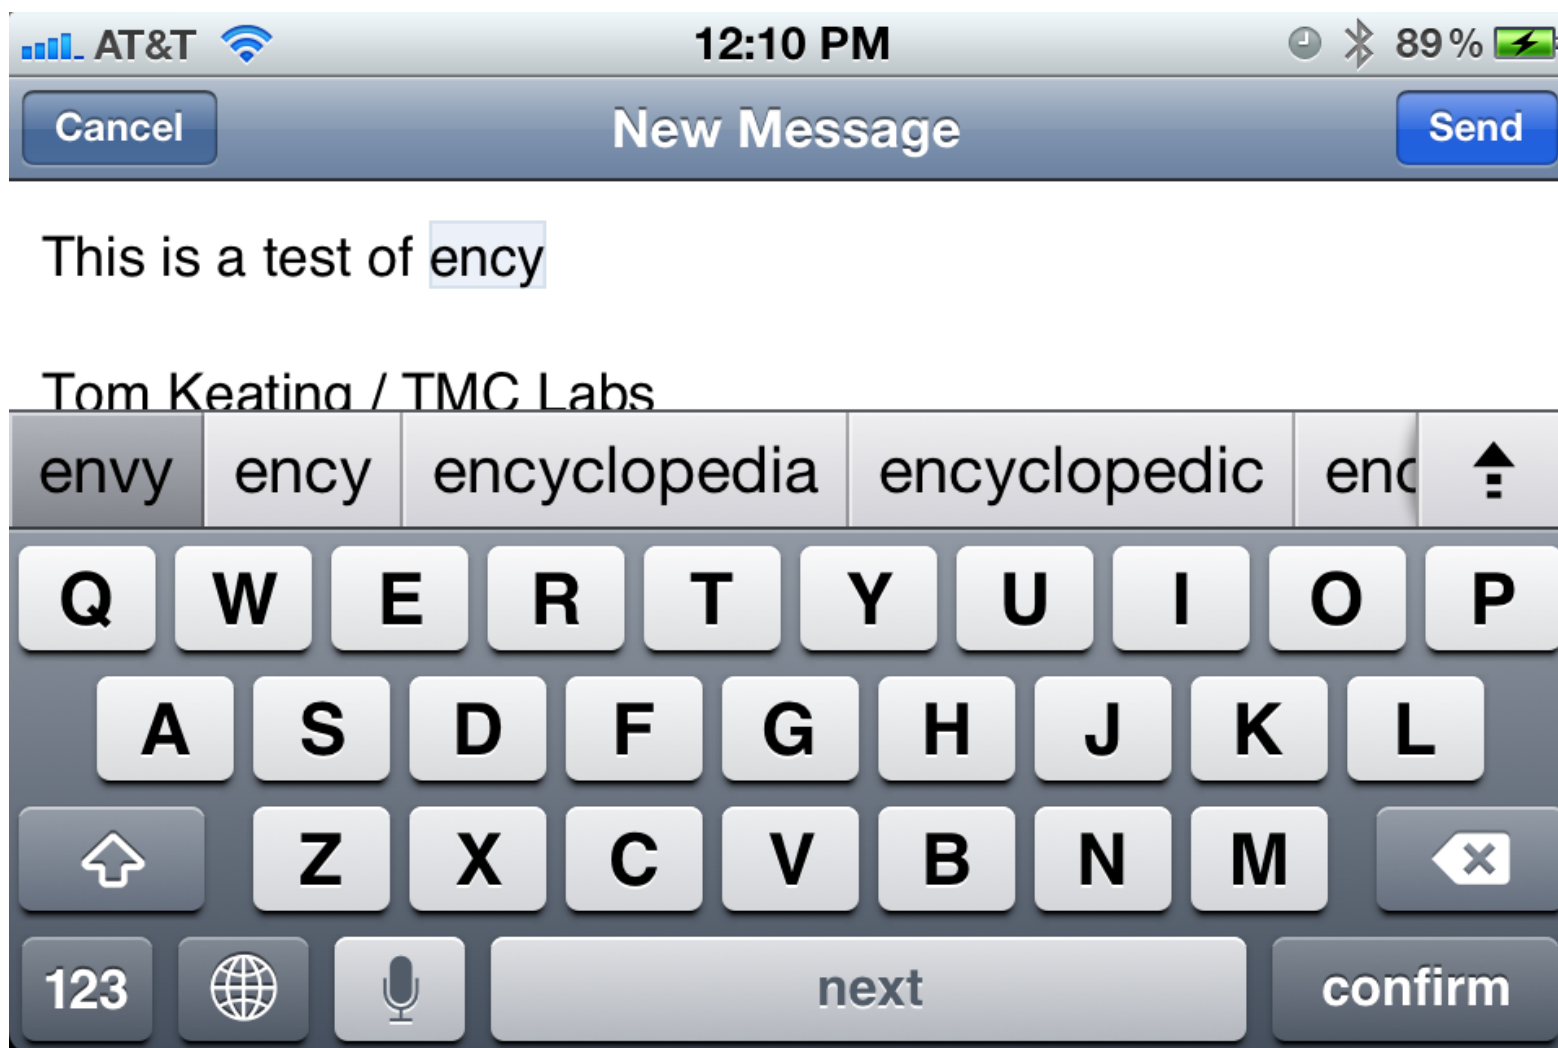 AT&T 12:10 PM 89%
Cancel New Message Send
This is a test of ency
Tom Keating / TMC Labs
envy ency encyclopedia encyclopedic enc
Q W E R T Y U I O P
A S D F G H J K L
Z X C V B N M
123 next confirm